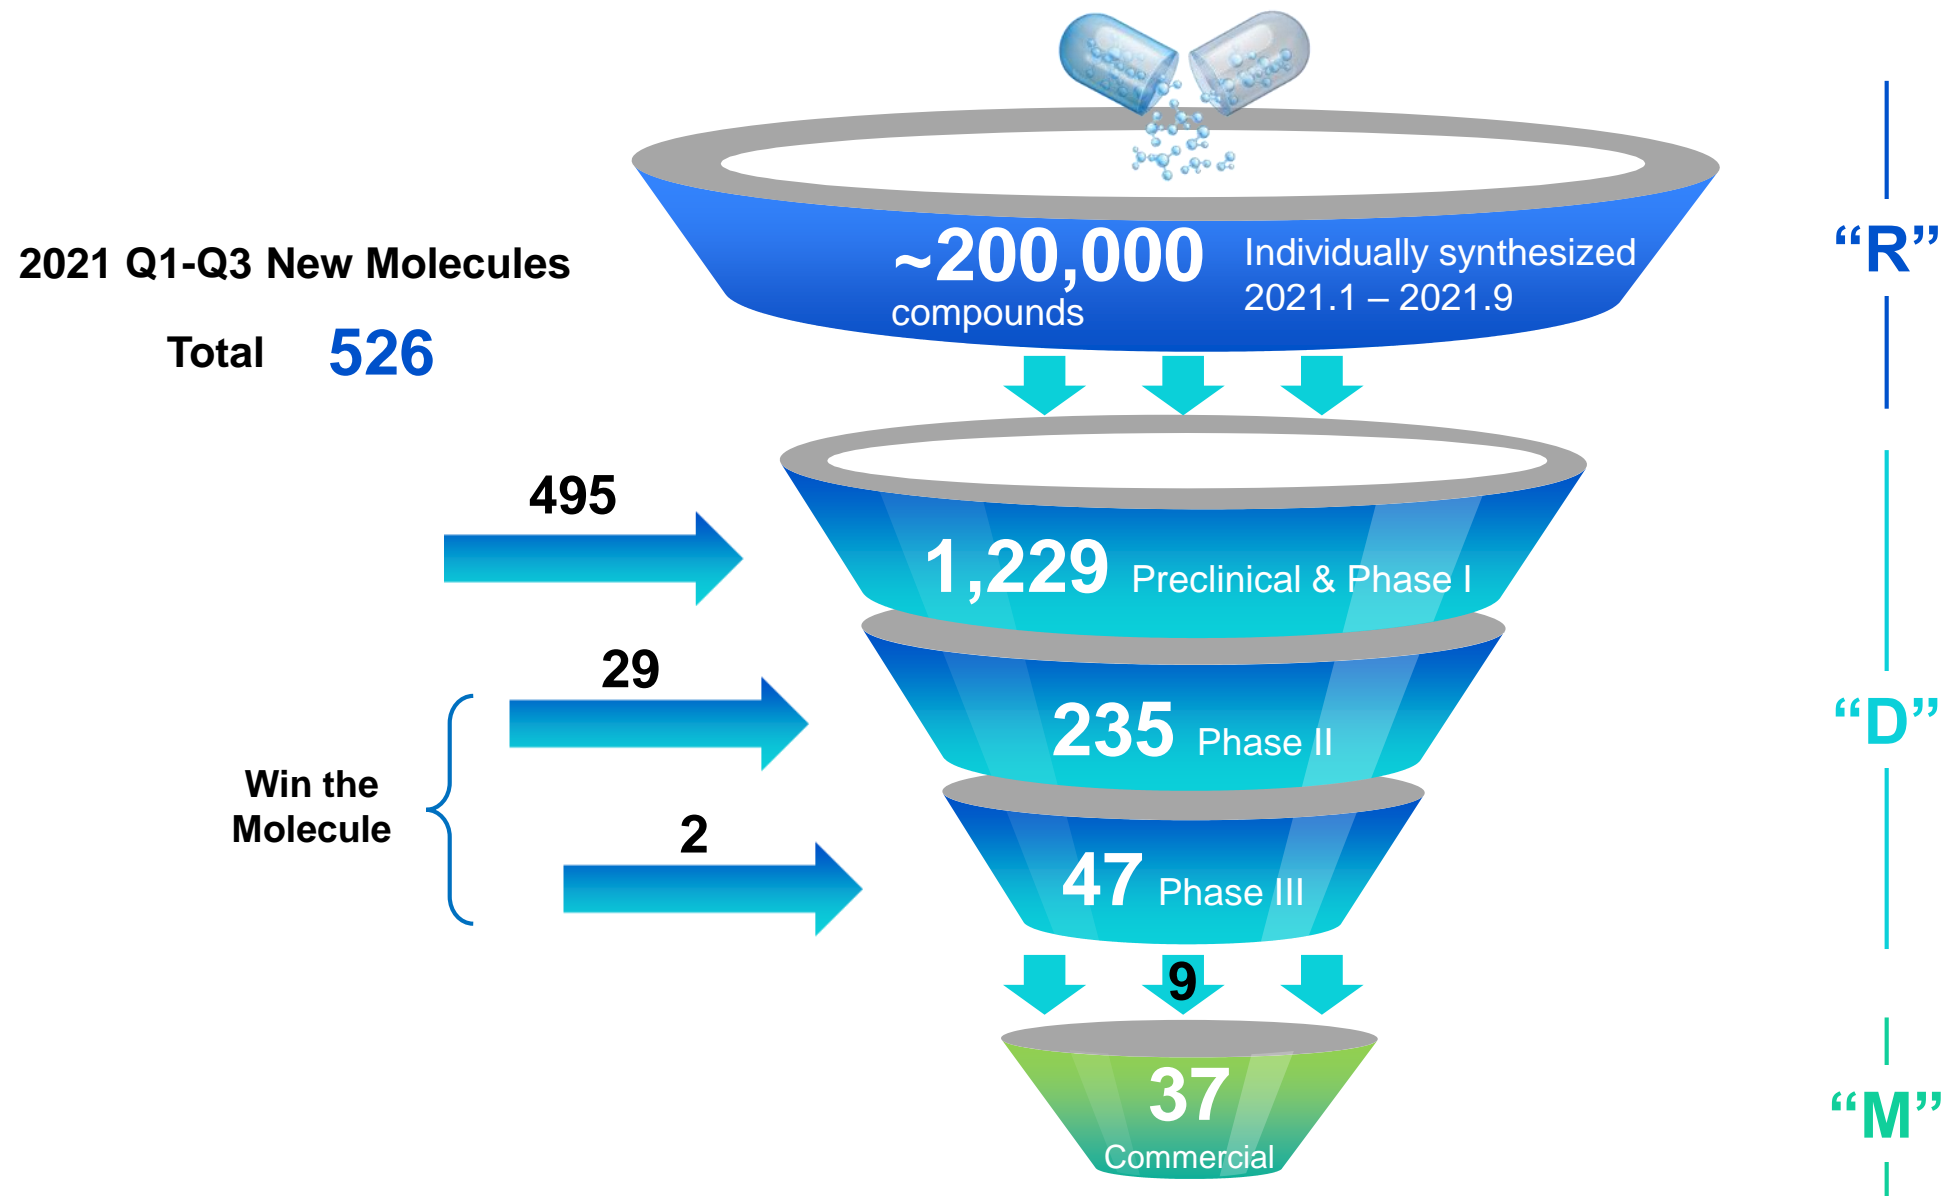 2021 Q1-Q3 New Molecules
Total 526
~200,000
compounds
Individually synthesized
2021.1 – 2021.9
“R”
495
1,229 Preclinical & Phase I
29
235 Phase II
“D”
Win the
Molecule
2
47 Phase III
9
37
Commercial
“M”